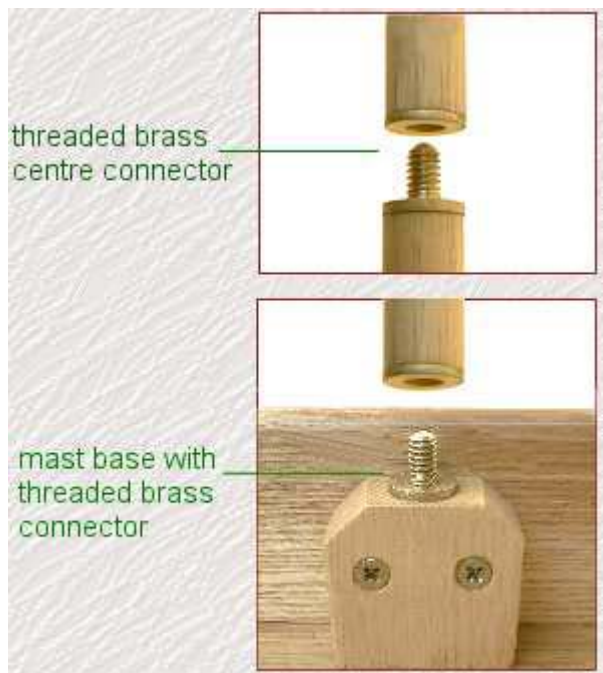 threaded brass
centre connector
mast base with
threaded brass
connector